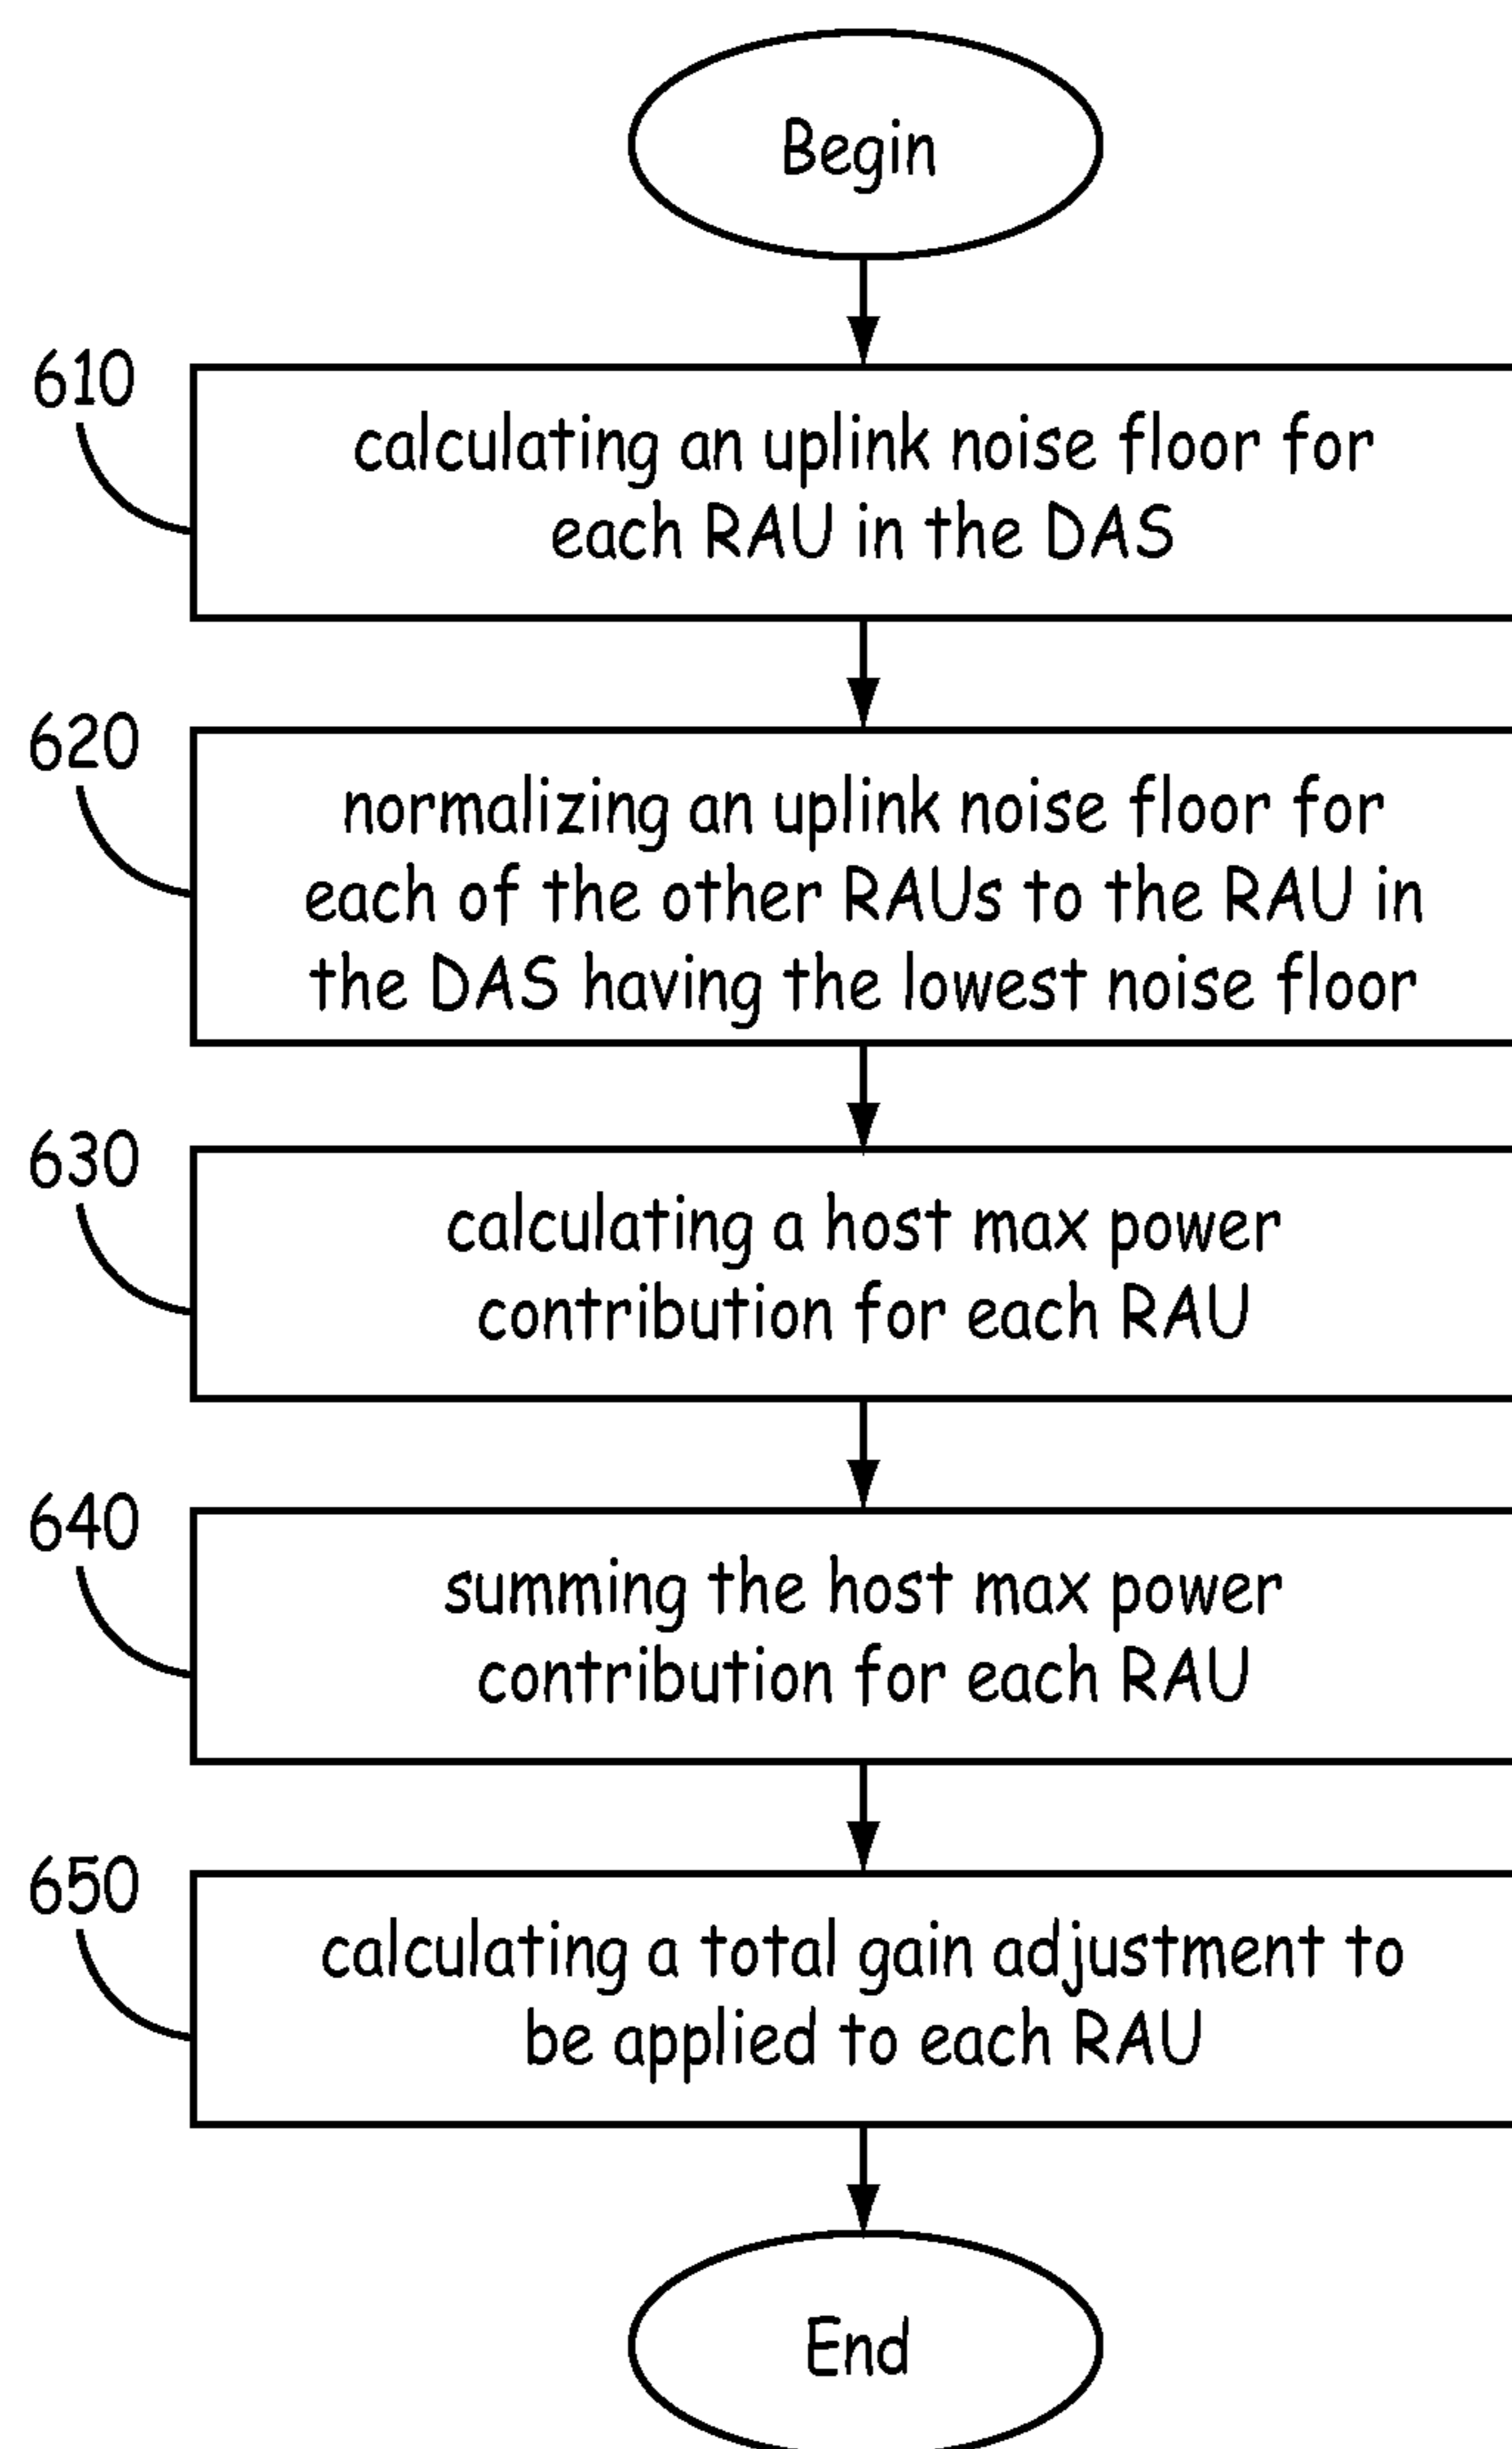 Begin
610
calculating an uplink noise floor for
each RAU in the DAS
620
normalizing an uplink noise floor for
each of the other RAUs to the RAU in
the DAS having the lowest noise floor
630
calculating a host max power
contribution for each RAU
640
summing the host max power
contribution for each RAU
650
calculating a total gain adjustment to
be applied to each RAU
End